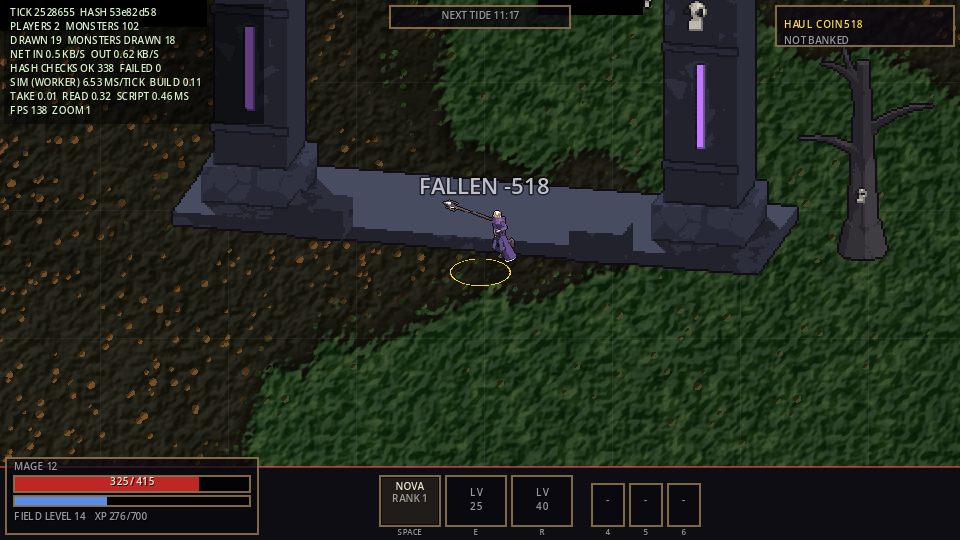 TICK 2528655 HASH 53e82d58
PLAYERS 2 MONSTERS 102
DRAWN 19 MONSTERS DRAWN 18
NET IN 0.5 KB/S OUT 0.62 KB/S
HASH CHECKS OK 338 FAILED 0
SIM (WORKER) 6.53 MS/TICK BUILD 0.11
TAKE 0.01 READ 0.32 SCRIPT 0.46 MS
FPS 138 ZOOM 1
NEXT TIDE 11:17
HAUL COIN 518
NOT BANKED
FALLEN -518
MAGE 12
325/415
FIELD LEVEL 14 XP 276/700
NOVA
RANK 1
SPACE
LV
25
E
LV
40
R
-
4
-
5
-
6